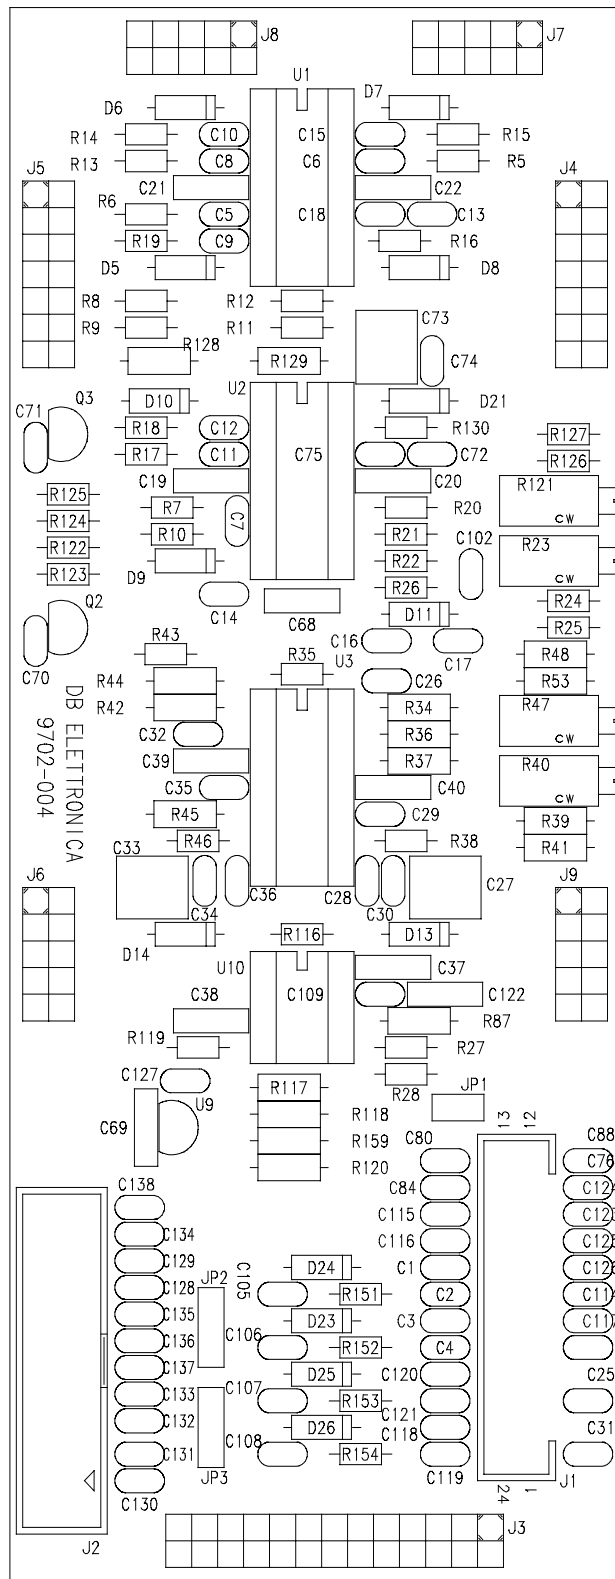 J8
J7
U1
D6
D7
R14
C10
C15
R15
R13
C8
C6
R5
J5
J4
C21
C22
R6
C5
C18
C13
R19
C9
R16
D5
D8
R8
R12
R9
R11
C73
R128
R129
C74
U2
Q3
D10
D21
C71
R18
C12
R130
R127
R17
C11
C75
C72
R126
C19
C20
R121
R125
R7
C7
R20
R124
R10
R21
C102
CW
R122
R22
R23
D9
R123
R26
CW
C14
C68
D11
R24
Q2
R25
R43
C16
C17
C70
R35
U3
R48
R44
C26
R53
R42
R34
R47
C32
R36
CW
C39
R37
R40
C35
C40
CW
R45
C29
R39
R46
R38
R41
C33
J6
J9
C34
C36
C28
C30
C27
DB ELETTRONICA
9702-004
D14
R116
D13
U10
C37
C38
C109
C122
R87
R119
R27
C127
R117
R28
JP1
U9
C69
R118
13
12
R159
C80
C88
R120
C76
C138
C84
C124
C115
C134
C116
C129
D24
C1
JP2
C105
C128
R151
C2
C114
C135
D23
C3
C117
C136
C106
R152
C4
C137
D25
C120
C25
C133
C107
R153
C132
C121
D26
C118
C31
C131
C108
R154
C130
JP3
C119
24
1
J1
J2
J3